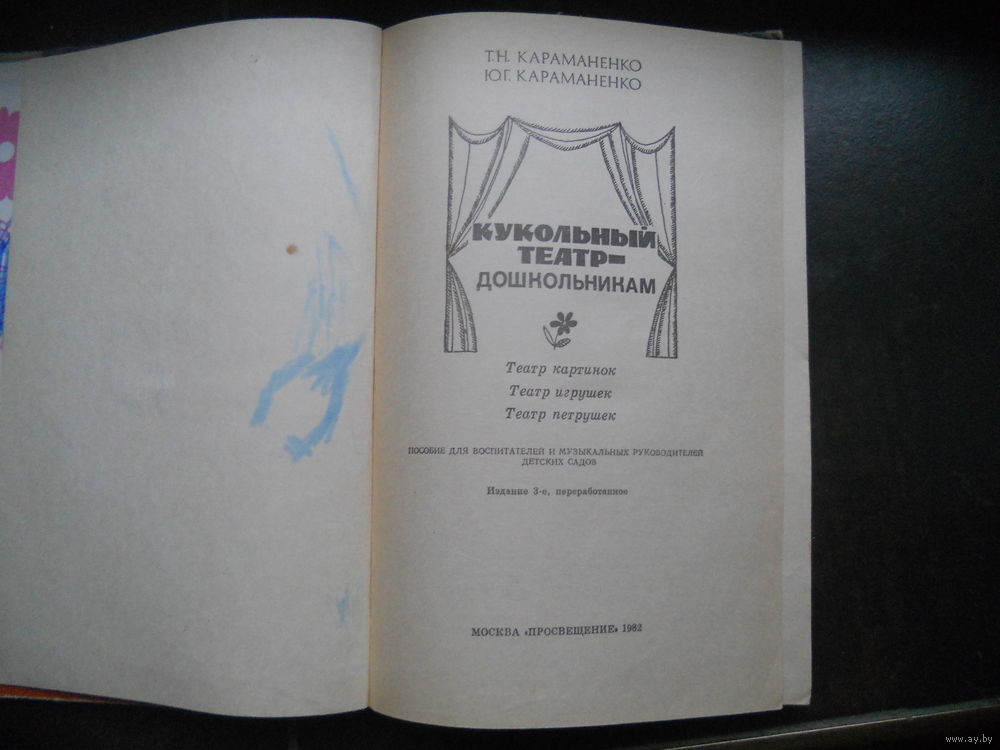 Т.Н. КАРАМАНЕНКО
Ю.Г. КАРАМАНЕНКО
КУКОЛЬНЫЙ
ТЕАТР-
ДОШКОЛЬНИКАМ
Театр картинок
Театр игрушек
Театр петрушек
ПОСОБИЕ ДЛЯ ВОСПИТАТЕЛЕЙ И МУЗЫКАЛЬНЫХ РУКОВОДИТЕЛЕЙ
ДЕТСКИХ САДОВ
Издание 3-е, переработанное
МОСКВА «ПРОСВЕЩЕНИЕ» 1982
www.ay.by